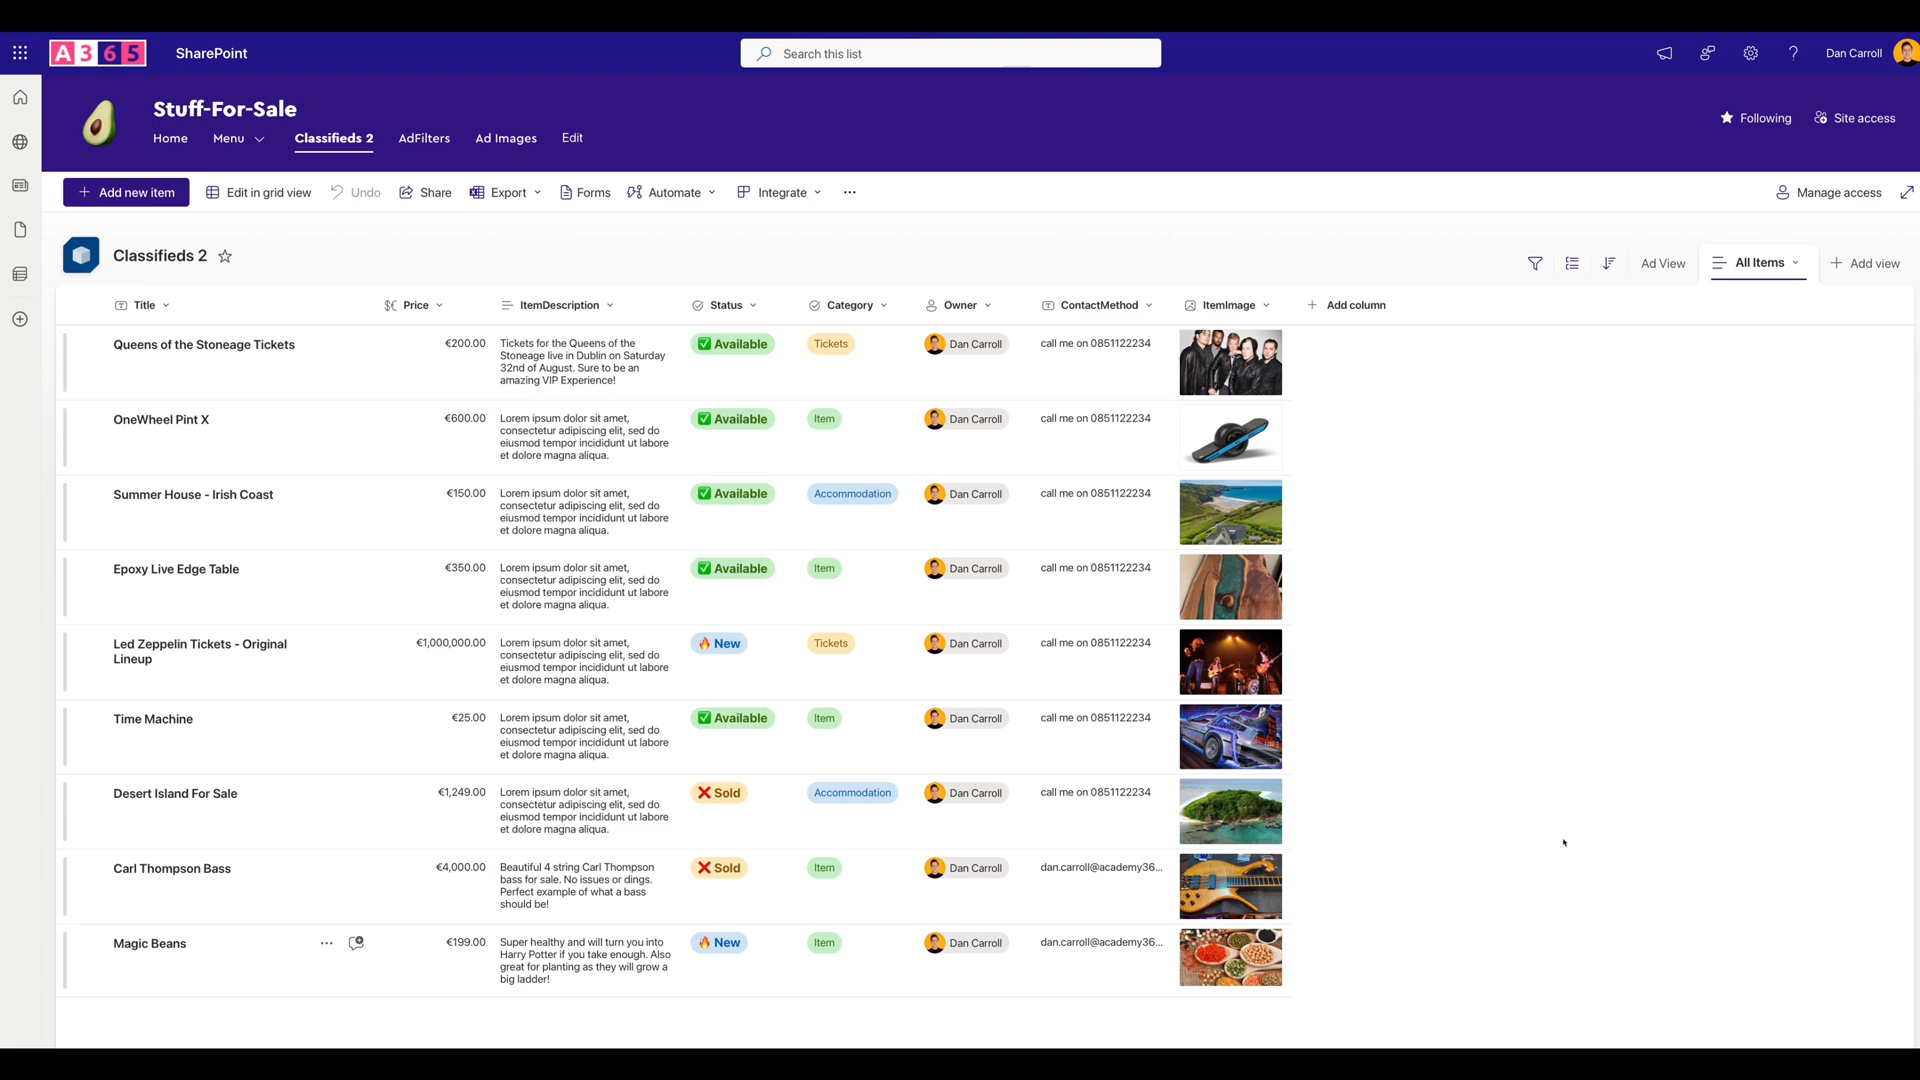 A365 SharePoint Search this list Dan Carroll
Stuff-For-Sale
Following Site access
Home Menu Classifieds 2 AdFilters Ad Images Edit
Add new item Edit in grid view Undo Share Export Forms Automate Integrate ... Manage access
Classifieds 2
Ad View All Items Add view
Title Price ItemDescription Status Category Owner ContactMethod ItemImage Add column
Queens of the Stoneage Tickets €200.00 Tickets for the Queens of the Available Tickets Dan Carroll call me on 0851122234
Stoneage live in Dublin on Saturday
32nd of August. Sure to be an
amazing VIP Experience!
OneWheel Pint X €600.00 Lorem ipsum dolor sit amet, Available Item Dan Carroll call me on 0851122234
consectetur adipiscing elit, sed do
eiusmod tempor incididunt ut labore
et dolore magna aliqua.
Summer House - Irish Coast €150.00 Lorem ipsum dolor sit amet, Available Accommodation Dan Carroll call me on 0851122234
consectetur adipiscing elit, sed do
eiusmod tempor incididunt ut labore
et dolore magna aliqua.
Epoxy Live Edge Table €350.00 Lorem ipsum dolor sit amet, Available Item Dan Carroll call me on 0851122234
consectetur adipiscing elit, sed do
eiusmod tempor incididunt ut labore
et dolore magna aliqua.
Led Zeppelin Tickets - Original €1,000,000.00 Lorem ipsum dolor sit amet, New Tickets Dan Carroll call me on 0851122234
Lineup consectetur adipiscing elit, sed do
eiusmod tempor incididunt ut labore
et dolore magna aliqua.
Time Machine €25.00 Lorem ipsum dolor sit amet, Available Item Dan Carroll call me on 0851122234
consectetur adipiscing elit, sed do
eiusmod tempor incididunt ut labore
et dolore magna aliqua.
Desert Island For Sale €1,249.00 Lorem ipsum dolor sit amet, Sold Accommodation Dan Carroll call me on 0851122234
consectetur adipiscing elit, sed do
eiusmod tempor incididunt ut labore
et dolore magna aliqua.
Carl Thompson Bass €4,000.00 Beautiful 4 string Carl Thompson Sold Item Dan Carroll dan.carroll@academy36...
bass for sale. No issues or dings.
Perfect example of what a bass
should be!
Magic Beans ... €199.00 Super healthy and will turn you into New Item Dan Carroll dan.carroll@academy36...
Harry Potter if you take enough. Also
great for planting as they will grow a
big ladder!